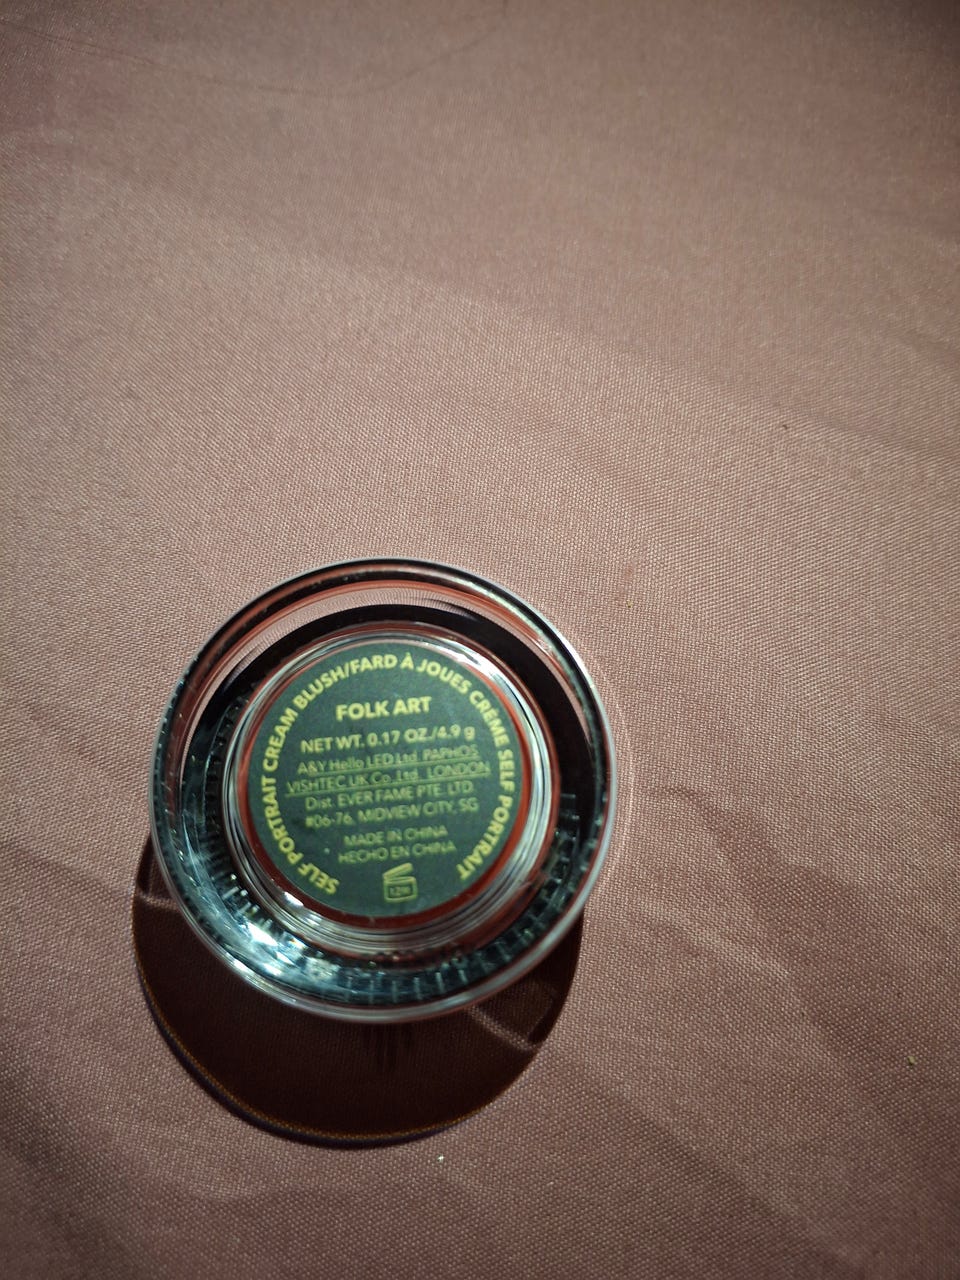 SELF PORTRAIT CREAM BLUSH/FARD À JOUES CRÈME SELF PORTRAIT
FOLK ART
NET WT. 0.17 OZ./4.9 g
A&Y Hello LED Ltd PAPHOS
VISHTEC UK Co.,Ltd. LONDON
Dist. EVER FAME PTE. LTD
#06-76, MIDVIEW CITY, SG
MADE IN CHINA
HECHO EN CHINA
12M